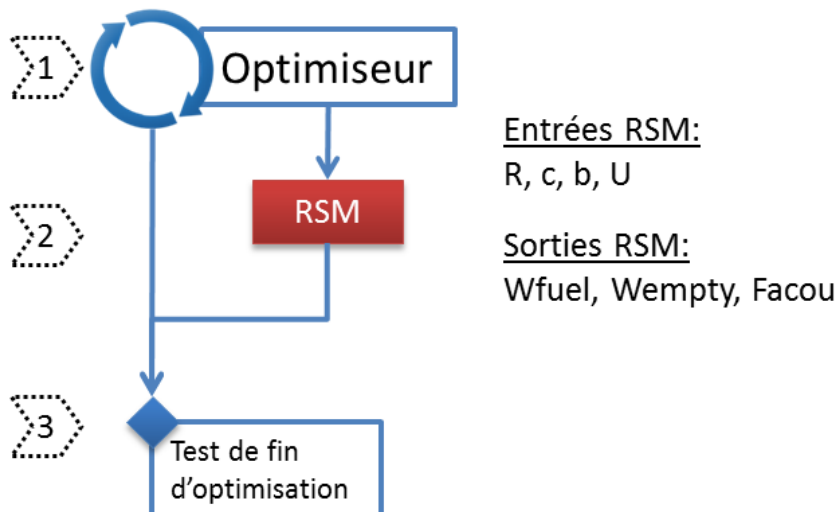 1
Optimiseur
Entrées RSM:
R, c, b, U
RSM
2
Sorties RSM:
Wfuel, Wempty, Facou
3
Test de fin
d'optimisation